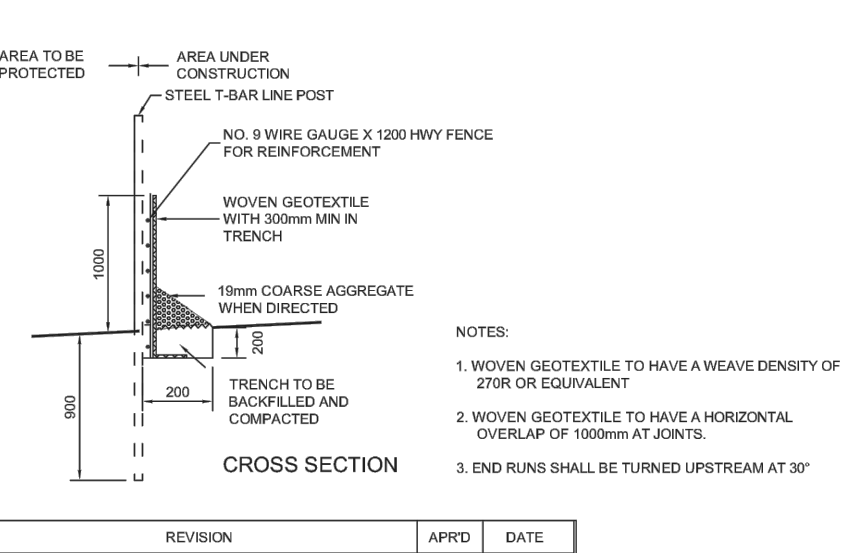 AREA TO BE
PROTECTED
AREA UNDER
CONSTRUCTION
STEEL T-BAR LINE POST
NO. 9 WIRE GAUGE X 1200 HWY FENCE
FOR REINFORCEMENT
WOVEN GEOTEXTILE
WITH 300mm MIN IN
TRENCH
1000
19mm COARSE AGGREGATE
WHEN DIRECTED
200
900
200
TRENCH TO BE
BACKFILLED AND
COMPACTED
CROSS SECTION
NOTES:
1. WOVEN GEOTEXTILE TO HAVE A WEAVE DENSITY OF
270R OR EQUIVALENT
2. WOVEN GEOTEXTILE TO HAVE A HORIZONTAL
OVERLAP OF 1000mm AT JOINTS.
3. END RUNS SHALL BE TURNED UPSTREAM AT 30°
REVISION
APR'D
DATE